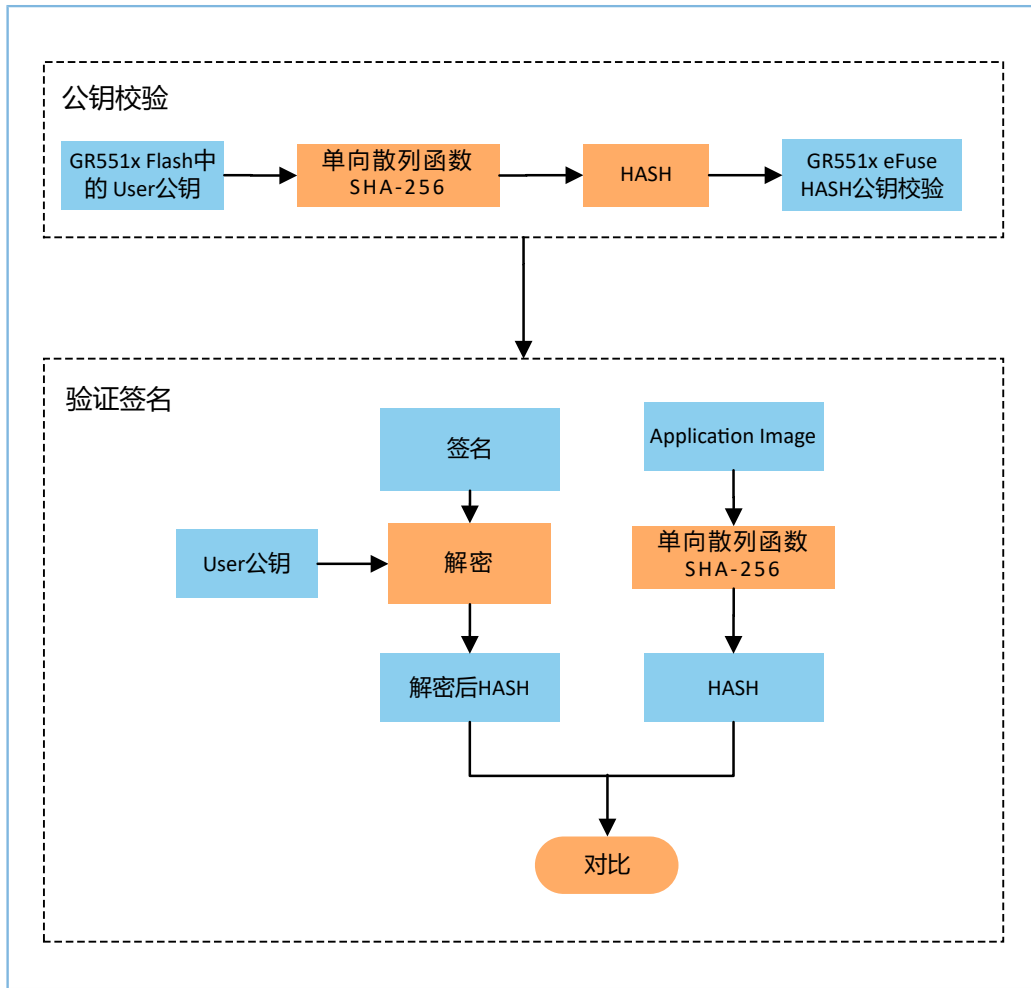 公钥校验
GR551x Flash中
的 User公钥
单向散列函数
SHA-256
HASH
GR551x eFuse
HASH公钥校验
验证签名
签名
Application Image
User公钥
解密
单向散列函数
SHA-256
解密后HASH
HASH
对比